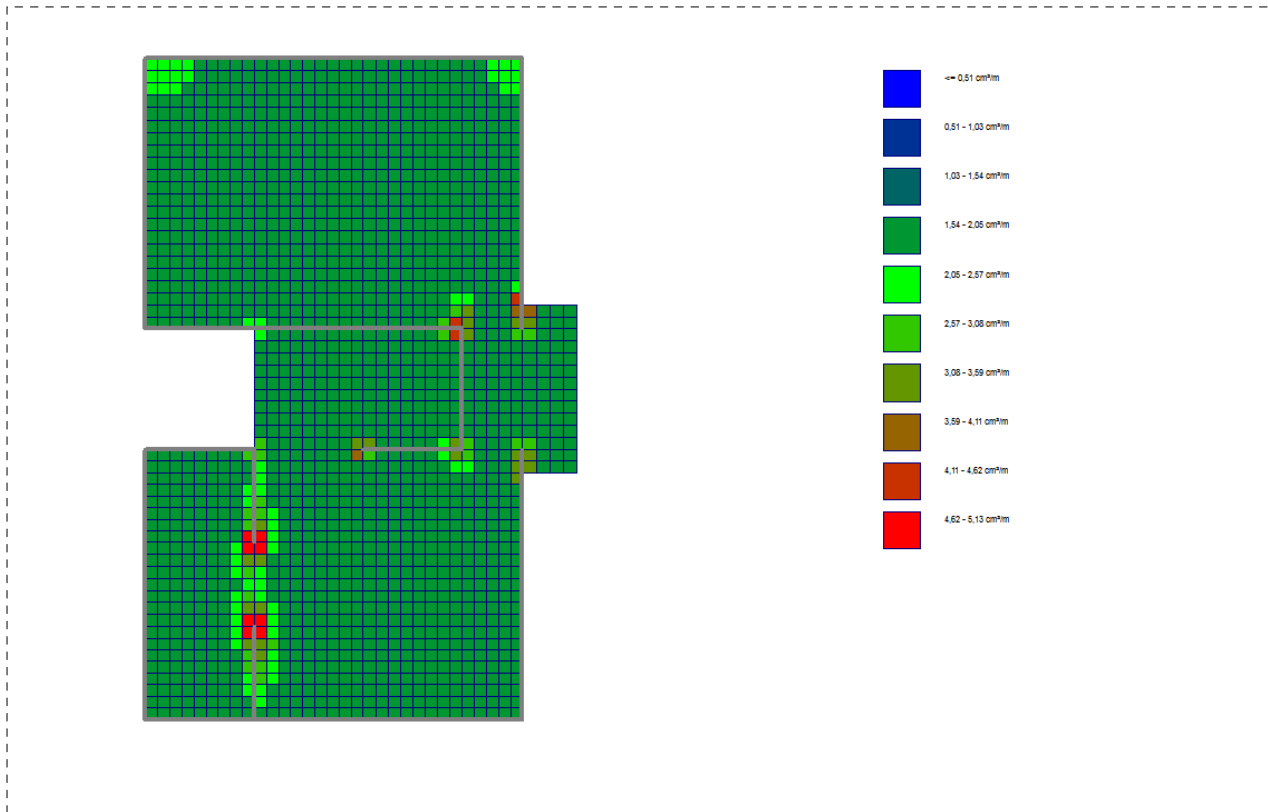 <= 0,51 cm²/m
0,51 - 1,03 cm²/m
1,03 - 1,54 cm²/m
1,54 - 2,05 cm²/m
2,05 - 2,57 cm²/m
2,57 - 3,08 cm²/m
3,08 - 3,59 cm²/m
3,59 - 4,11 cm²/m
4,11 - 4,62 cm²/m
4,62 - 5,13 cm²/m